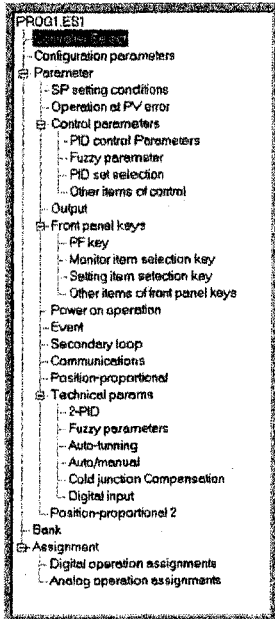 PROG1.ES1
Configuration parameters
Parameter
SP setting conditions
Operation at PV error
Control parameters
PID control Parameters
Fuzzy parameter
PID set selection
Other items of control
Output
Front panel keys
PF key
Monitor item selection key
Setting item selection key
Other items of front panel keys
Power on operation
Event
Secondary loop
Communications
Position-proportional
Technical params
2-PID
Fuzzy parameters
Auto-tunning
Auto/manual
Cold junction Compensation
Digital input
Position-proportional 2
Bank
Assignment
Digital operation assignments
Analog operation assignments